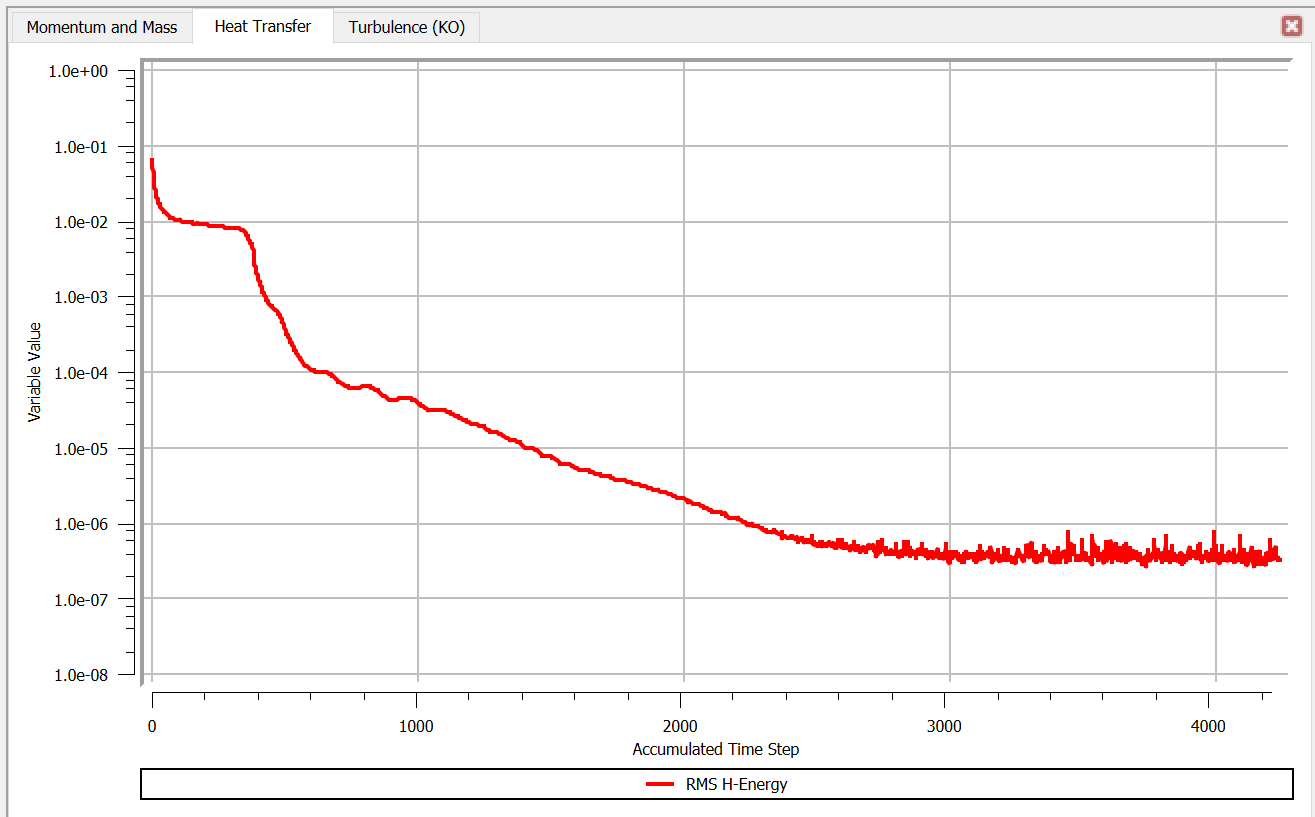 Momentum and Mass Heat Transfer Turbulence (KO)
1.0e+00
1.0e-01
1.0e-02
1.0e-03
1.0e-04
1.0e-05
1.0e-06
1.0e-07
1.0e-08
Variable Value
0 1000 2000 3000 4000
Accumulated Time Step
RMS H-Energy